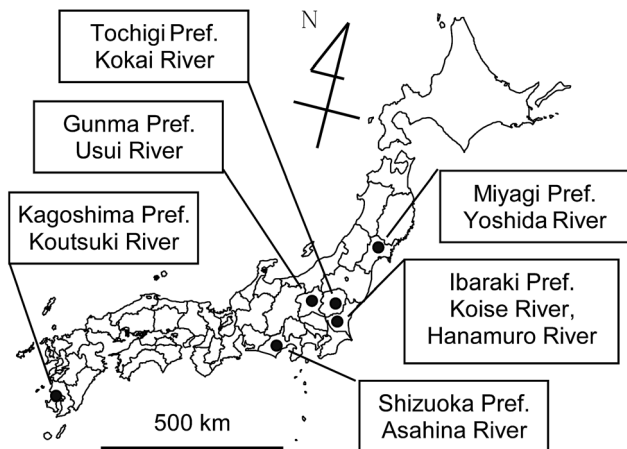 Tochigi Pref.
Kokai River
N
Gunma Pref.
Usui River
Kagoshima Pref.
Koutsuki River
Miyagi Pref.
Yoshida River
Ibaraki Pref.
Koise River,
Hanamuro River
Shizuoka Pref.
Asahina River
500 km